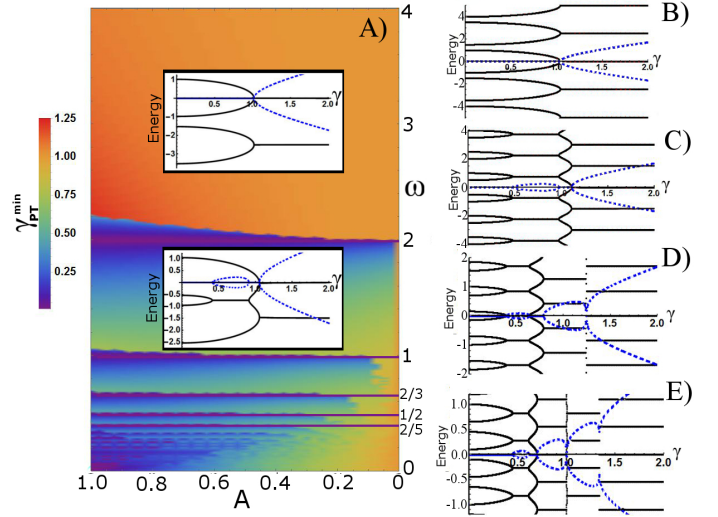 A)
4
3
ω
2
1
2/3
1/2
2/5
0
1.0 0.8 0.6 0.4 0.2 0
A
γ_PT^min
1.25
1.00
0.75
0.50
0.25
Energy
1
-1
-2
-3
0.5 1.0 1.5 2.0
γ
Energy
1.0
0.5
-0.5
-1.0
-1.5
-2.0
-2.5
0.5 1.0 1.5 2.0
γ
B)
Energy
4
2
0
-2
-4
0.5 1.0 1.5 2.0
γ
C)
Energy
4
2
0
-2
-4
0.5 1.0 1.5 2.0
γ
D)
Energy
2
1
0
-1
-2
0.5 1.0 1.5 2.0
γ
E)
Energy
1.0
0.5
0.0
-0.5
-1.0
0.5 1.0 1.5 2.0
γ